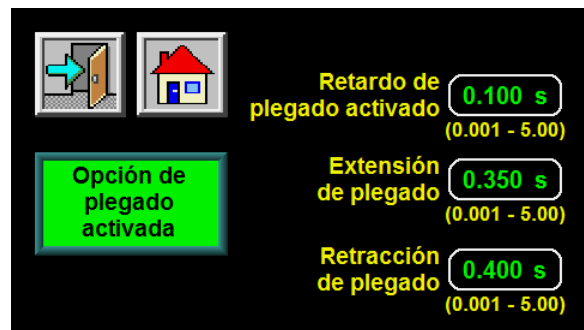 Retardo de
plegado activado
0.100 s
(0.001 - 5.00)
Opción de
plegado
activada
Extensión
de plegado
0.350 s
(0.001 - 5.00)
Retracción
de plegado
0.400 s
(0.001 - 5.00)